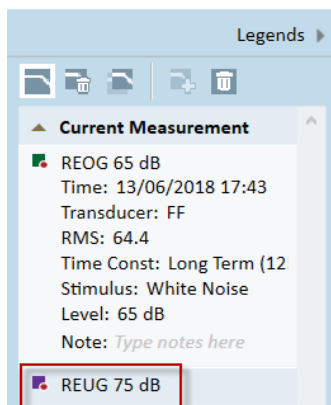 Legends
Current Measurement
REOG 65 dB
Time: 13/06/2018 17:43
Transducer: FF
RMS: 64.4
Time Const: Long Term (12
Stimulus: White Noise
Level: 65 dB
Note: Type notes here
REUG 75 dB